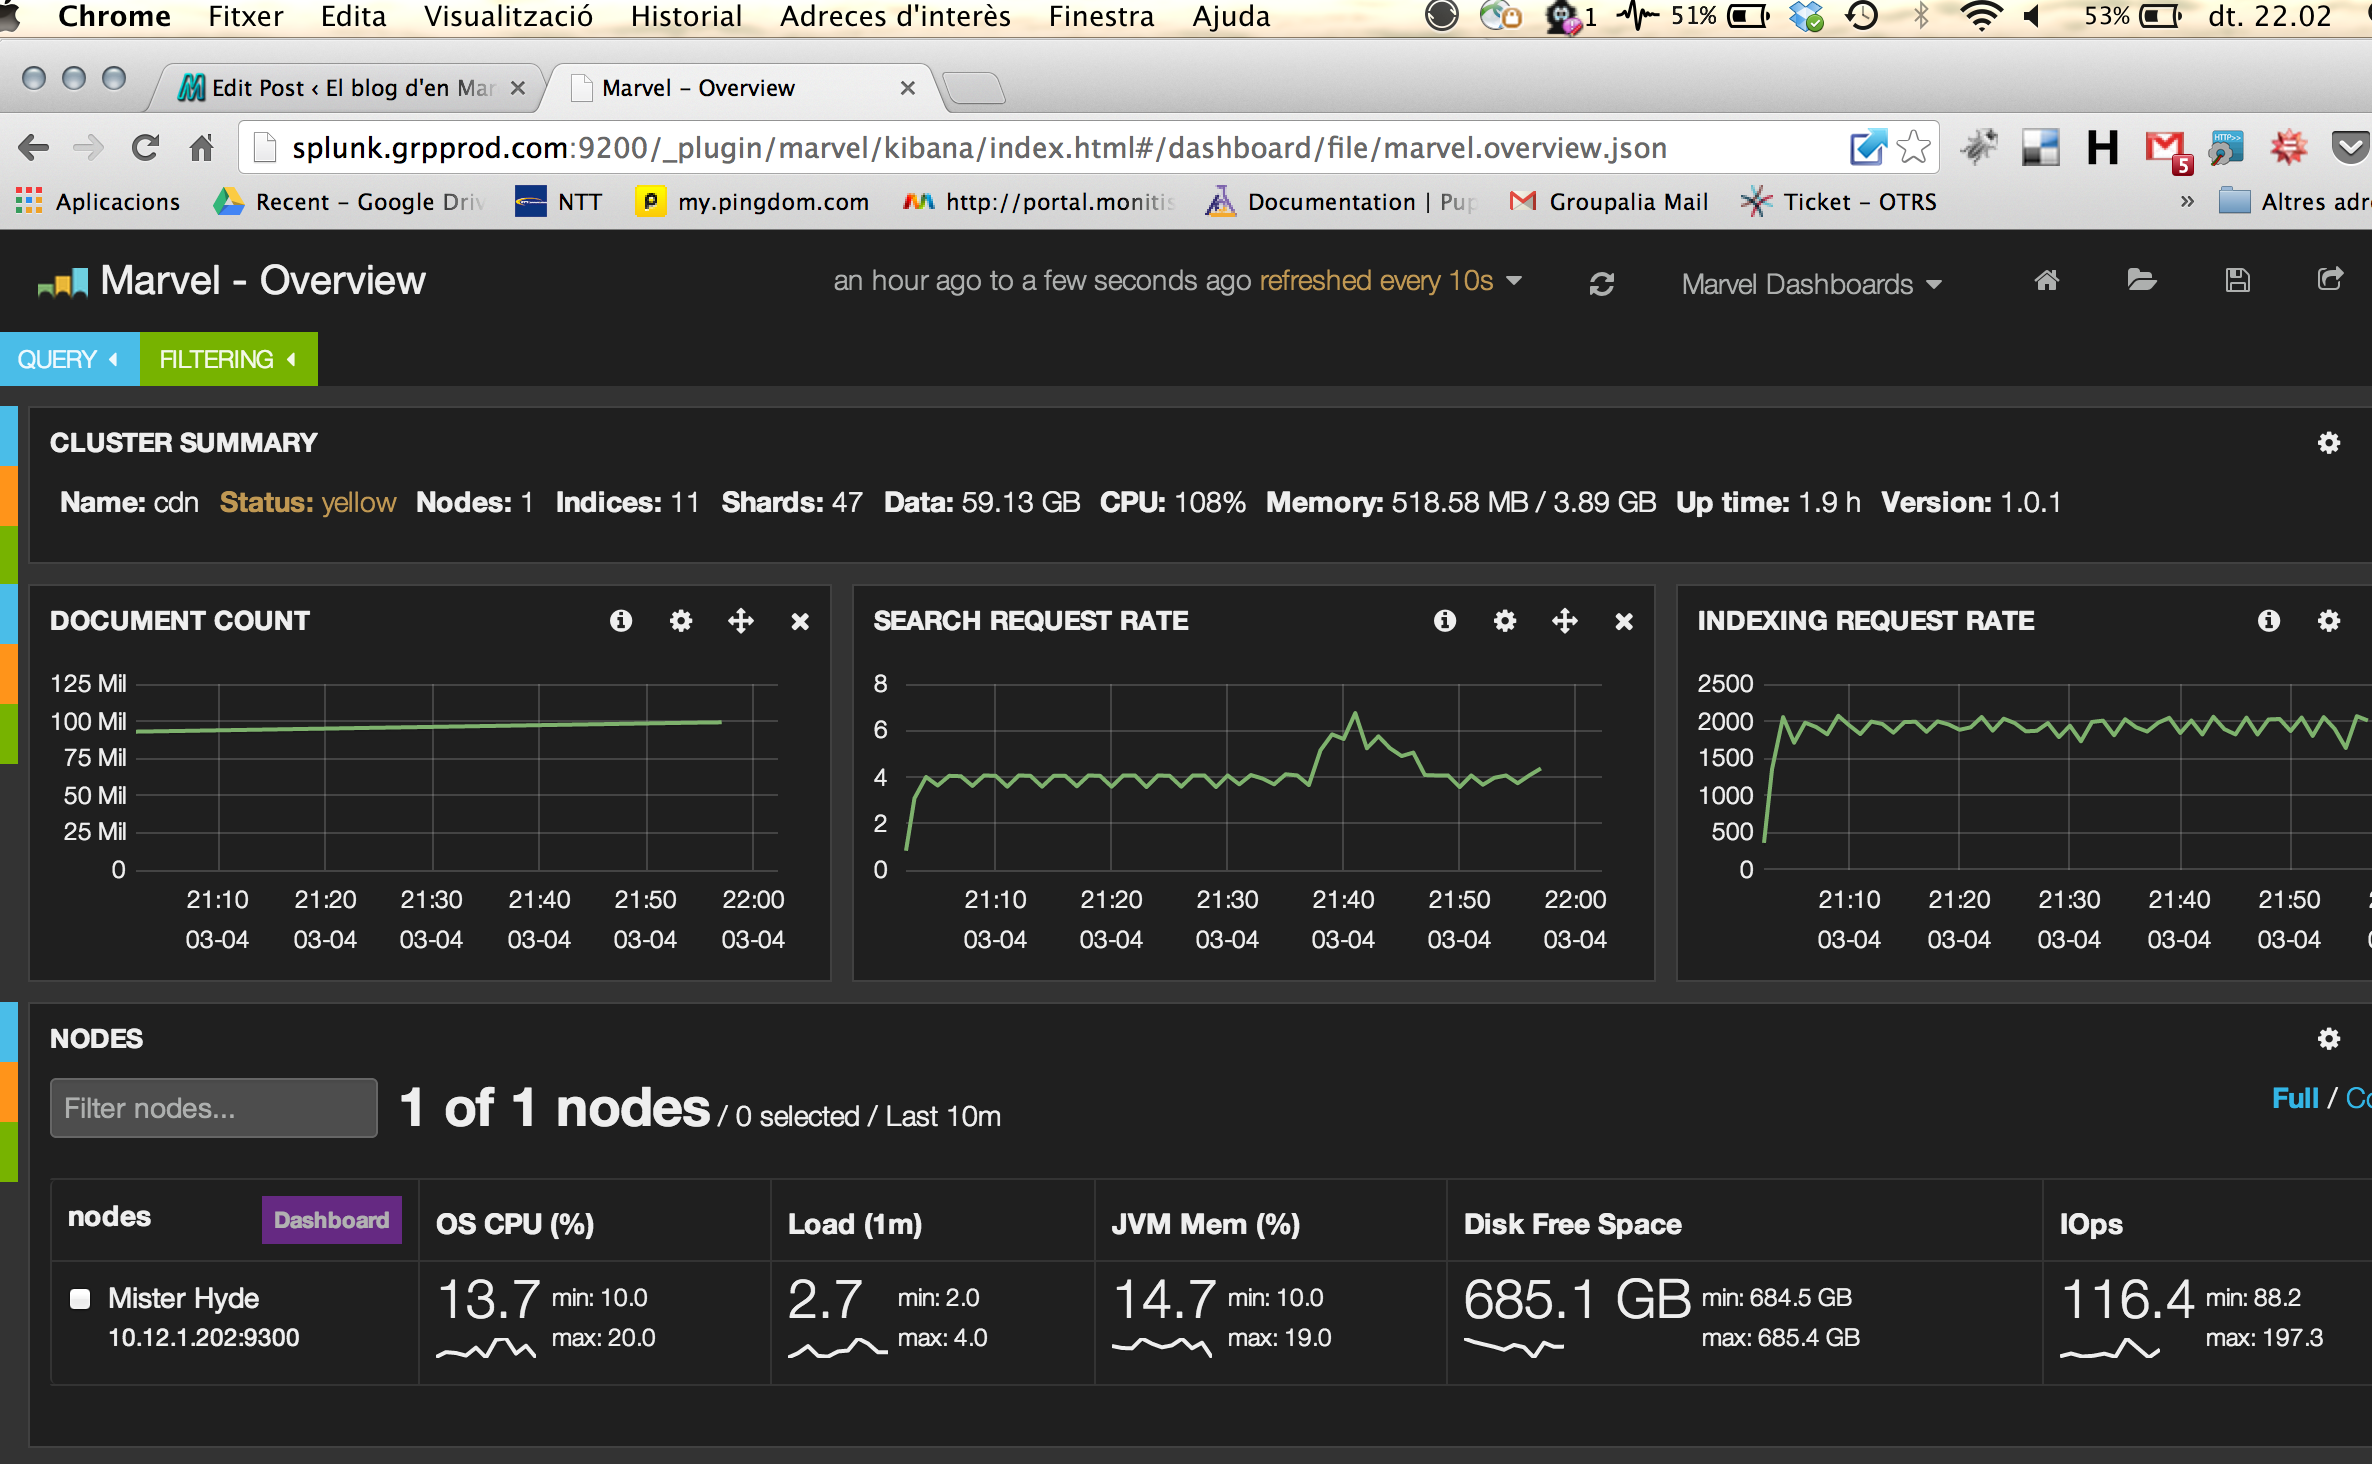 Chrome Fitxer Edita Visualització Historial Adreces d'interès Finestra Ajuda 1 51% 53% dt. 22.02
Edit Post ‹ El blog d'en Mar Marvel – Overview
splunk.grpprod.com:9200/_plugin/marvel/kibana/index.html#/dashboard/file/marvel.overview.json H 5
Aplicacions Recent – Google Driv NTT my.pingdom.com http://portal.monitis Documentation | Pup Groupalia Mail Ticket – OTRS » Altres adre
Marvel - Overview an hour ago to a few seconds ago refreshed every 10s Marvel Dashboards
QUERY FILTERING
CLUSTER SUMMARY
Name: cdn Status: yellow Nodes: 1 Indices: 11 Shards: 47 Data: 59.13 GB CPU: 108% Memory: 518.58 MB / 3.89 GB Up time: 1.9 h Version: 1.0.1
DOCUMENT COUNT
125 Mil
100 Mil
75 Mil
50 Mil
25 Mil
0
21:10 21:20 21:30 21:40 21:50 22:00
03-04 03-04 03-04 03-04 03-04 03-04
SEARCH REQUEST RATE
8
6
4
2
0
21:10 21:20 21:30 21:40 21:50 22:00
03-04 03-04 03-04 03-04 03-04 03-04
INDEXING REQUEST RATE
2500
2000
1500
1000
500
0
21:10 21:20 21:30 21:40 21:50
03-04 03-04 03-04 03-04 03-04
NODES
Filter nodes... 1 of 1 nodes / 0 selected / Last 10m Full /
nodes Dashboard OS CPU (%) Load (1m) JVM Mem (%) Disk Free Space IOps
Mister Hyde 13.7 min: 10.0 2.7 min: 2.0 14.7 min: 10.0 685.1 GB min: 684.5 GB 116.4 min: 88.2
10.12.1.202:9300 max: 20.0 max: 4.0 max: 19.0 max: 685.4 GB max: 197.3